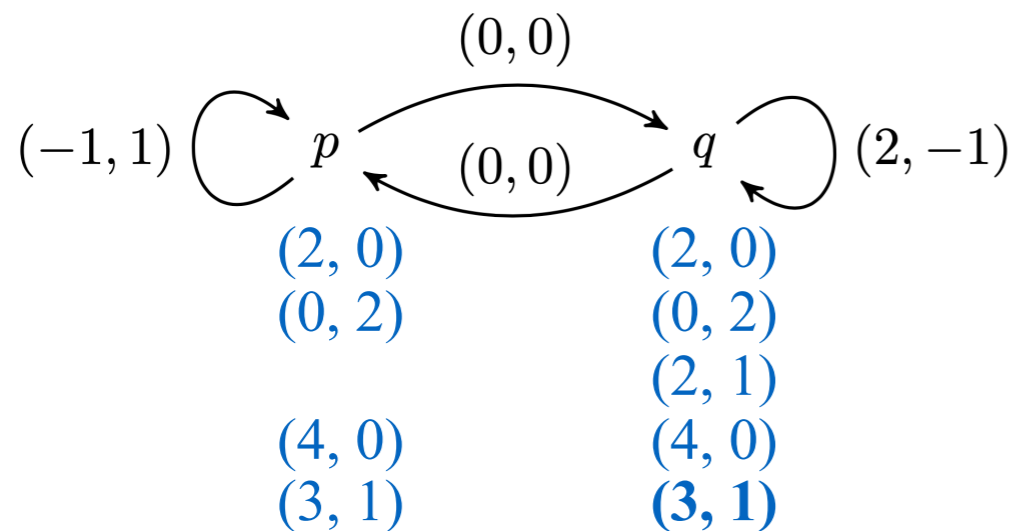 (0, 0)
(−1, 1) p (0, 0) q (2, −1)
(2, 0) (2, 0)
(0, 2) (0, 2)
(2, 1)
(4, 0) (4, 0)
(3, 1) (3, 1)